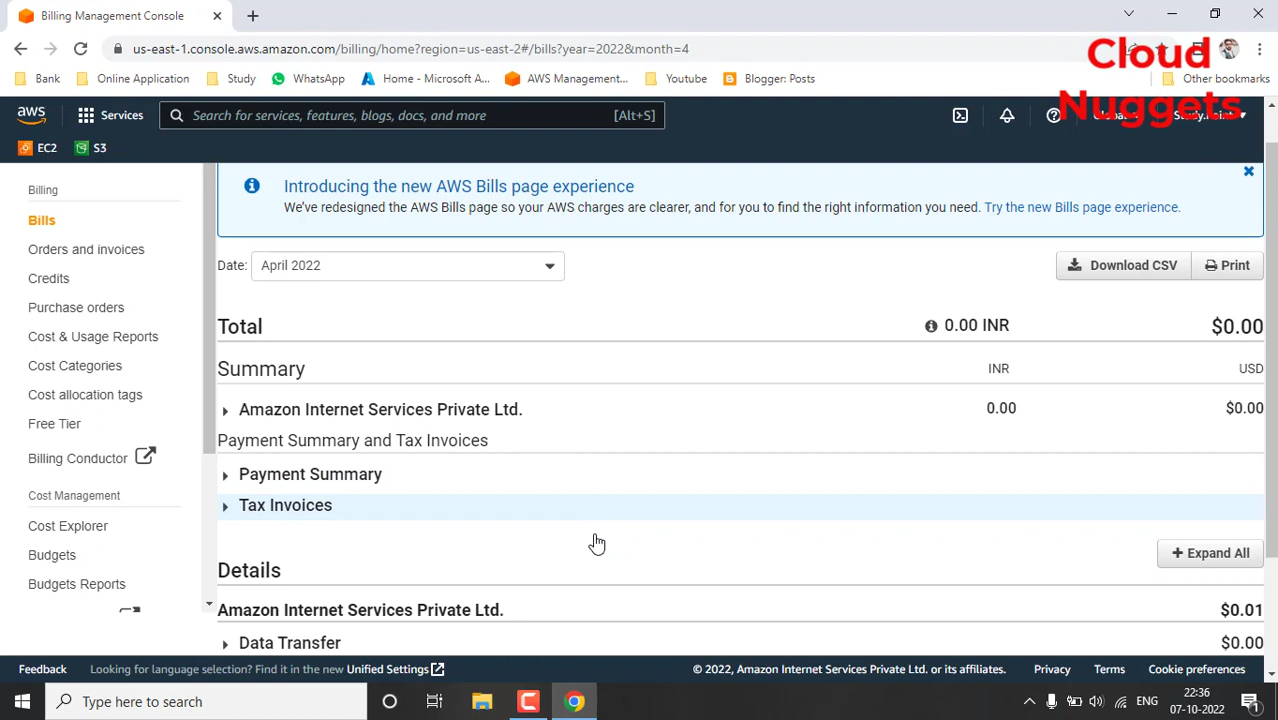 Billing Management Console
us-east-1.console.aws.amazon.com/billing/home?region=us-east-2#/bills?year=2022&month=4
Cloud
Nuggets
Bank
Online Application
Study
WhatsApp
Home - Microsoft A...
AWS Management...
Youtube
Blogger: Posts
Other bookmarks
aws
Services
Search for services, features, blogs, docs, and more
[Alt+S]
EC2
S3
Billing
Bills
Orders and invoices
Credits
Purchase orders
Cost & Usage Reports
Cost Categories
Cost allocation tags
Free Tier
Billing Conductor
Cost Management
Cost Explorer
Budgets
Budgets Reports
Introducing the new AWS Bills page experience
We've redesigned the AWS Bills page so your AWS charges are clearer, and for you to find the right information you need. Try the new Bills page experience.
Date: April 2022
Download CSV
Print
Total 0.00 INR $0.00
Summary INR USD
Amazon Internet Services Private Ltd. 0.00 $0.00
Payment Summary and Tax Invoices
Payment Summary
Tax Invoices
Expand All
Details
Amazon Internet Services Private Ltd. $0.01
Data Transfer $0.00
Feedback
Looking for language selection? Find it in the new Unified Settings
© 2022, Amazon Internet Services Private Ltd. or its affiliates.
Privacy
Terms
Cookie preferences
Type here to search
ENG
22:36
07-10-2022